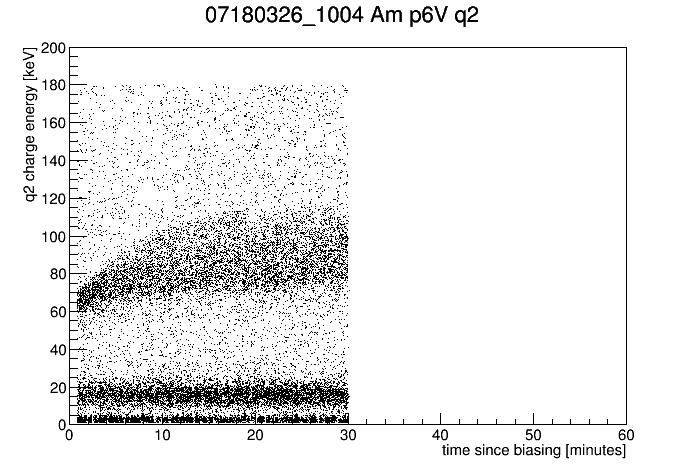 07180326_1004 Am p6V q2
q2 charge energy [keV]
200
180
160
140
120
100
80
60
40
20
0
0 10 20 30 40 50 60
time since biasing [minutes]